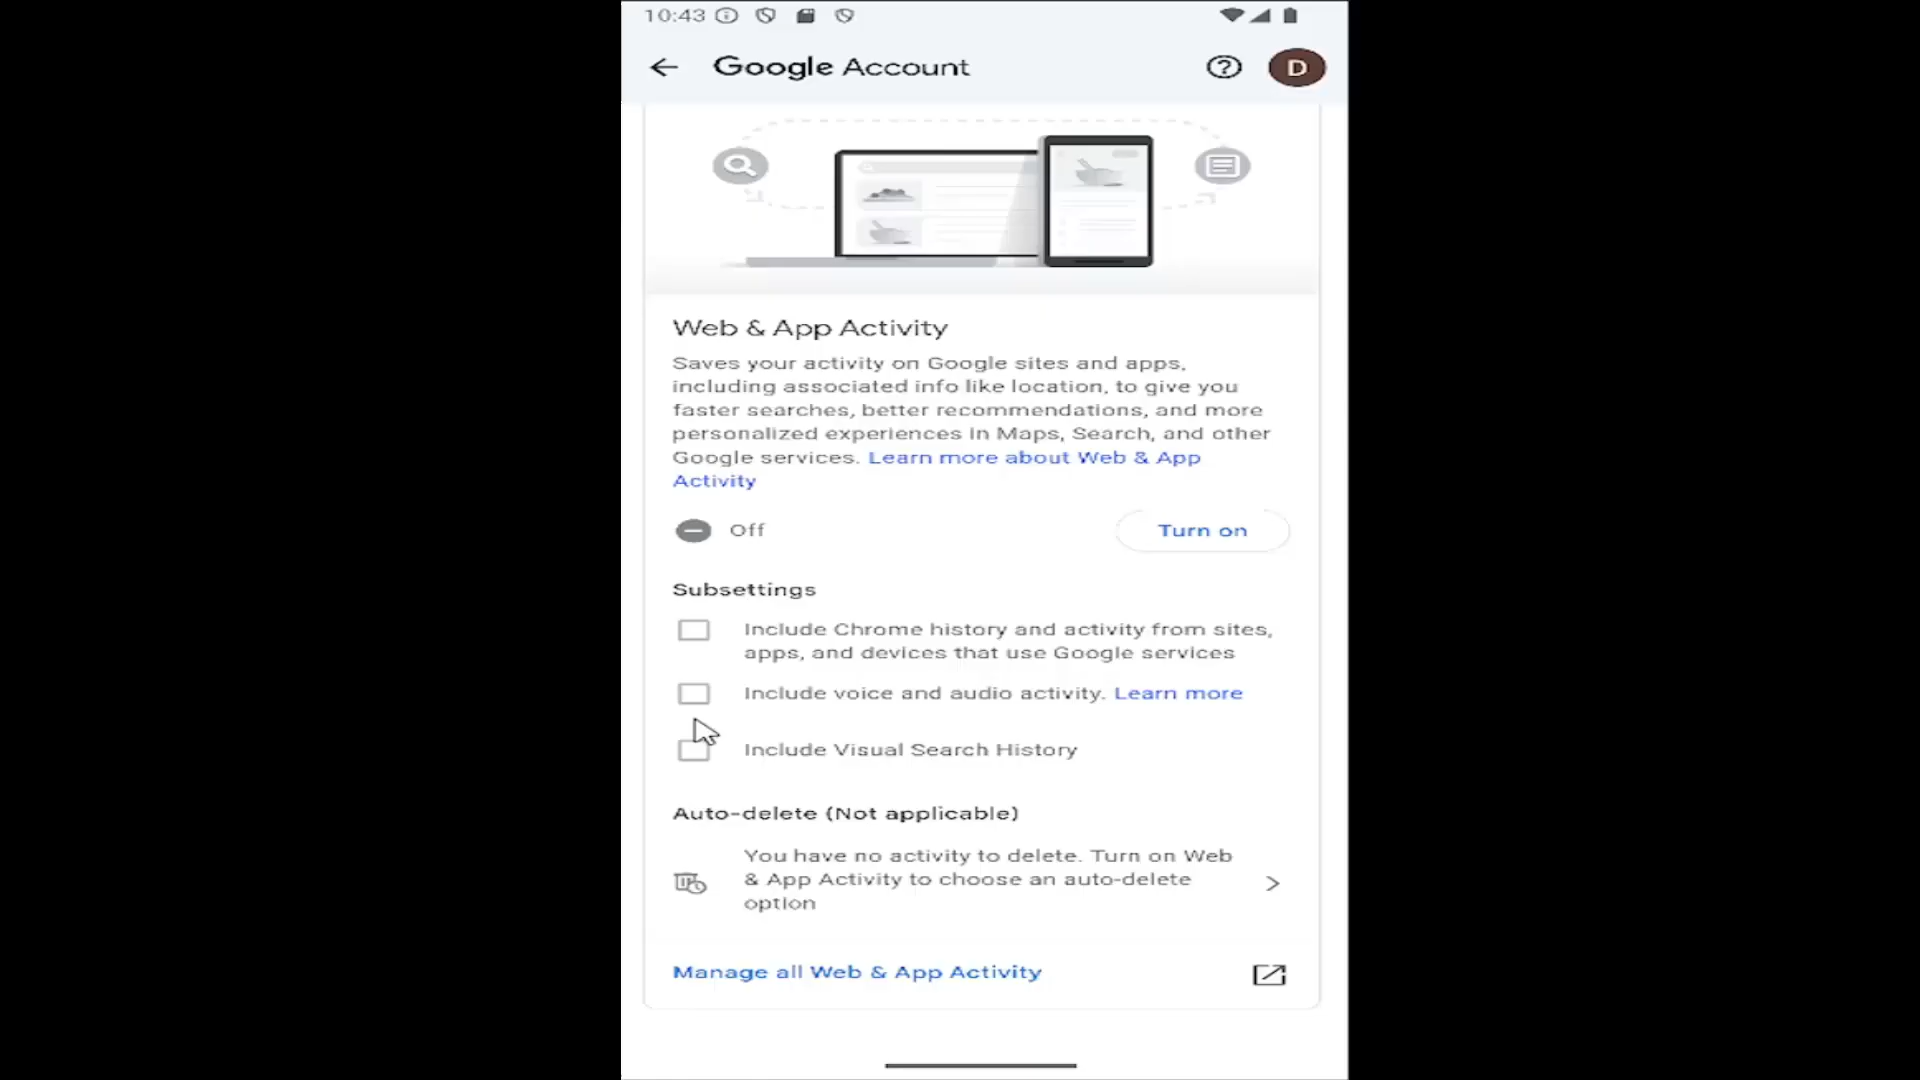 10:43
Google Account
D
Web & App Activity
Saves your activity on Google sites and apps,
including associated info like location, to give you
faster searches, better recommendations, and more
personalized experiences in Maps, Search, and other
Google services. Learn more about Web & App
Activity
Off
Turn on
Subsettings
Include Chrome history and activity from sites,
apps, and devices that use Google services
Include voice and audio activity. Learn more
Include Visual Search History
Auto-delete (Not applicable)
You have no activity to delete. Turn on Web
& App Activity to choose an auto-delete
option
Manage all Web & App Activity